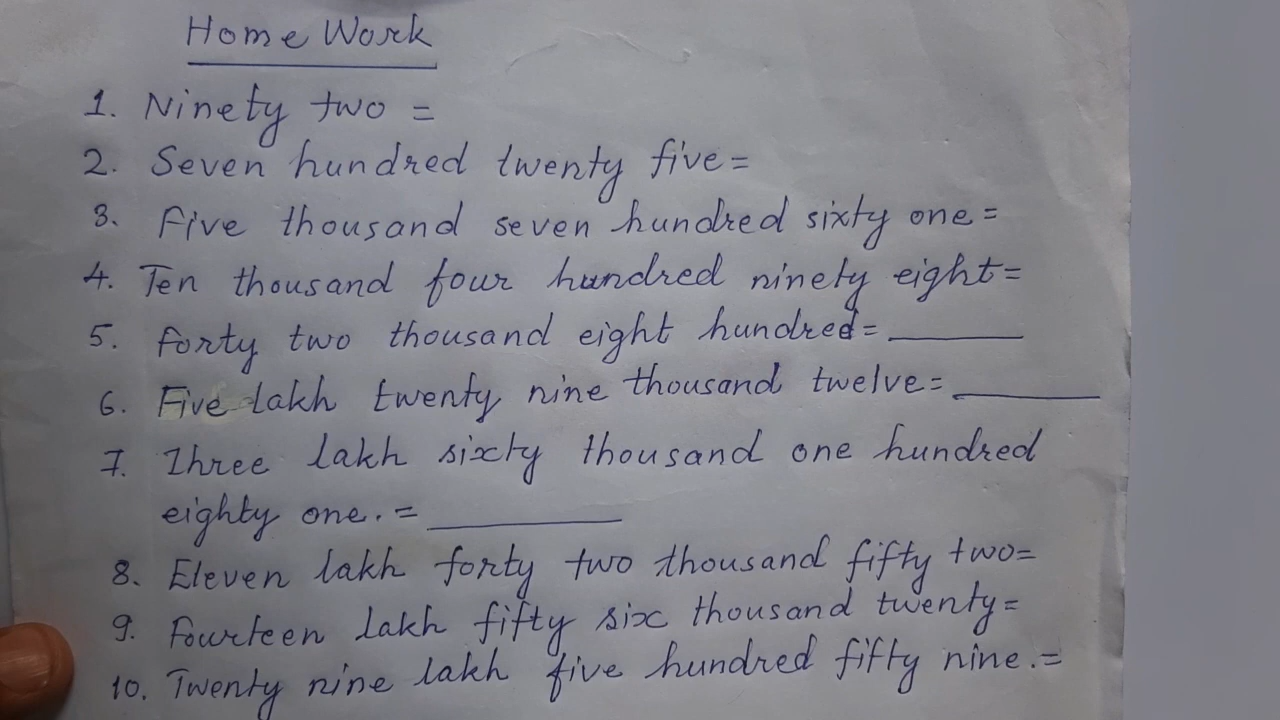 Home Work
1. Ninety two =
2. Seven hundred twenty five =
3. Five thousand seven hundred sixty one =
4. Ten thousand four hundred ninety eight =
5. Forty two thousand eight hundred = ______
6. Five lakh twenty nine thousand twelve = ______
7. Three lakh sixty thousand one hundred
eighty one. = ______
8. Eleven lakh forty two thousand fifty two =
9. Fourteen lakh fifty six thousand twenty =
10. Twenty nine lakh five hundred fifty nine. =